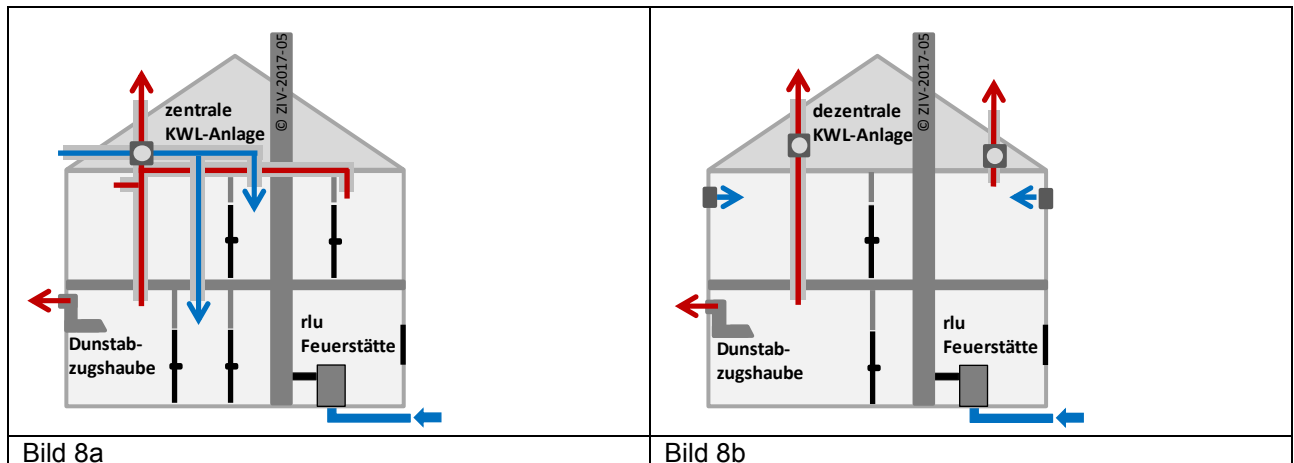 © ZIV-2017-05
zentrale
KWL-Anlage
Dunstab-
zugshaube
rlu
Feuerstätte
Bild 8a
© ZIV-2017-05
dezentrale
KWL-Anlage
Dunstab-
zugshaube
rlu
Feuerstätte
Bild 8b